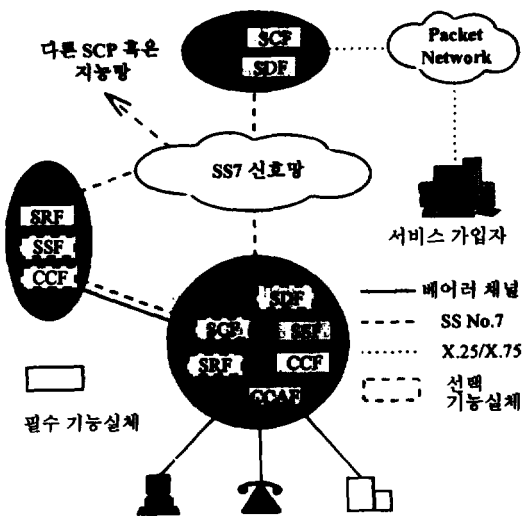 다른 SCP 혹은
지능망
SCF
SDF
Packet
Network
SS7 신호망
서비스 가입자
SRF
SSF
CCF
SDF
SCF
SSF
SRF
CCF
CCAF
베어러 채널
SS No.7
X.25/X.75
선택
기능실체
필수 기능실체